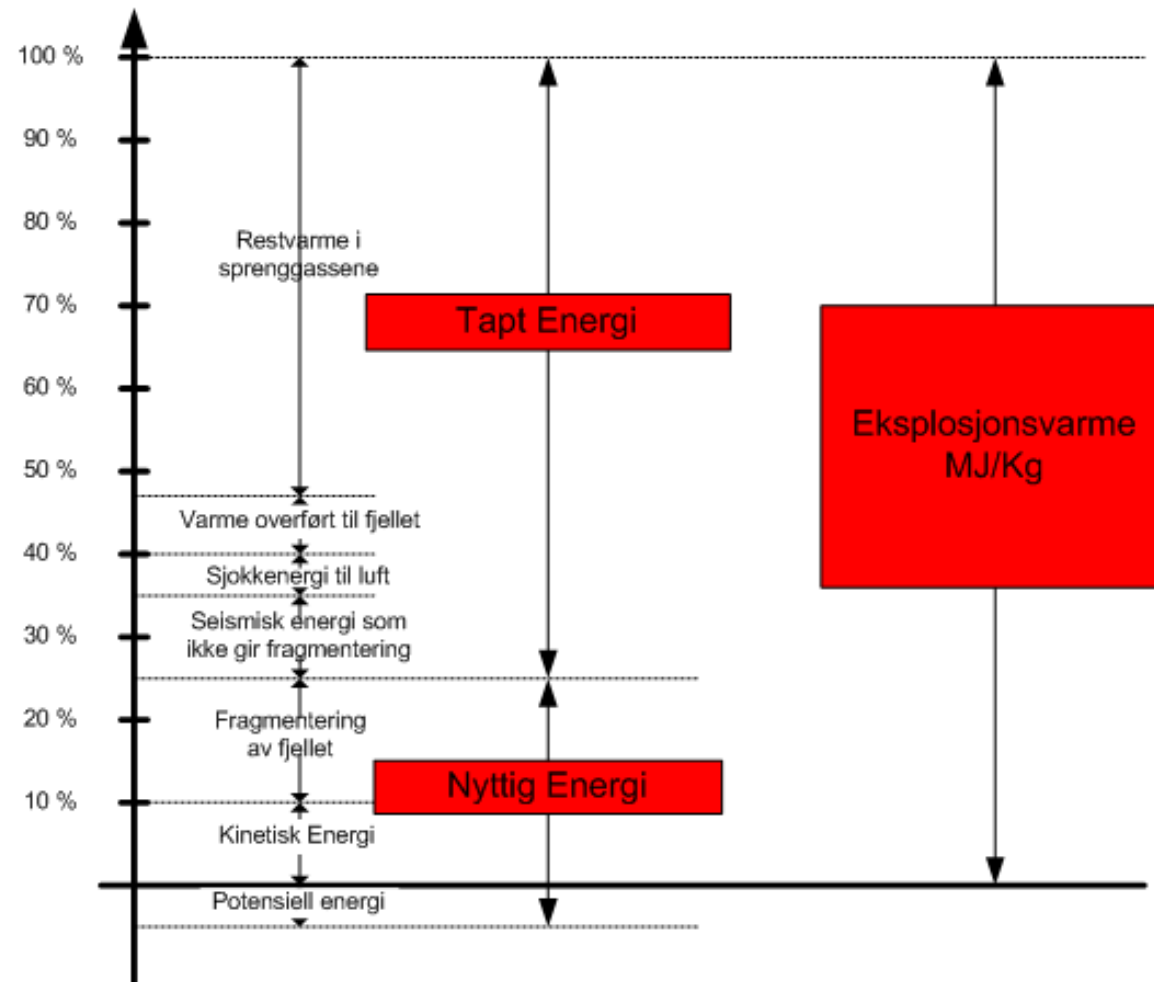 100 %
90 %
80 %
70 %
60 %
50 %
40 %
30 %
20 %
10 %
Restvarme i
sprenggassene
Varme overført til fjellet
Sjokkenergi til luft
Seismisk energi som
ikke gir fragmentering
Fragmentering
av fjellet
Kinetisk Energi
Potensiell energi
Tapt Energi
Nyttig Energi
Eksplosjonsvarme
MJ/Kg